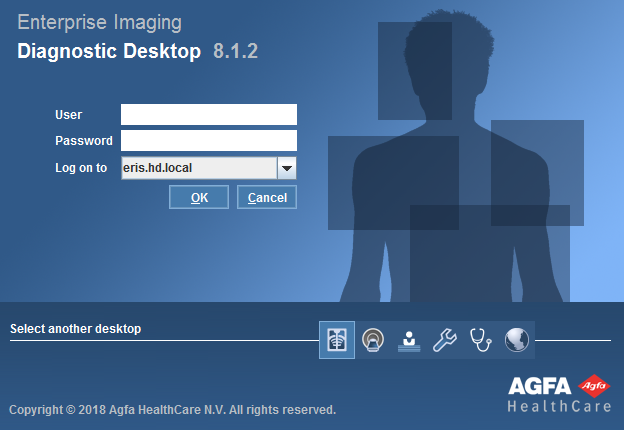 Enterprise Imaging
Diagnostic Desktop 8.1.2
User
Password
Log on to eris.hd.local
OK Cancel
Select another desktop
AGFA Agfa
HealthCare
Copyright © 2018 Agfa HealthCare N.V. All rights reserved.